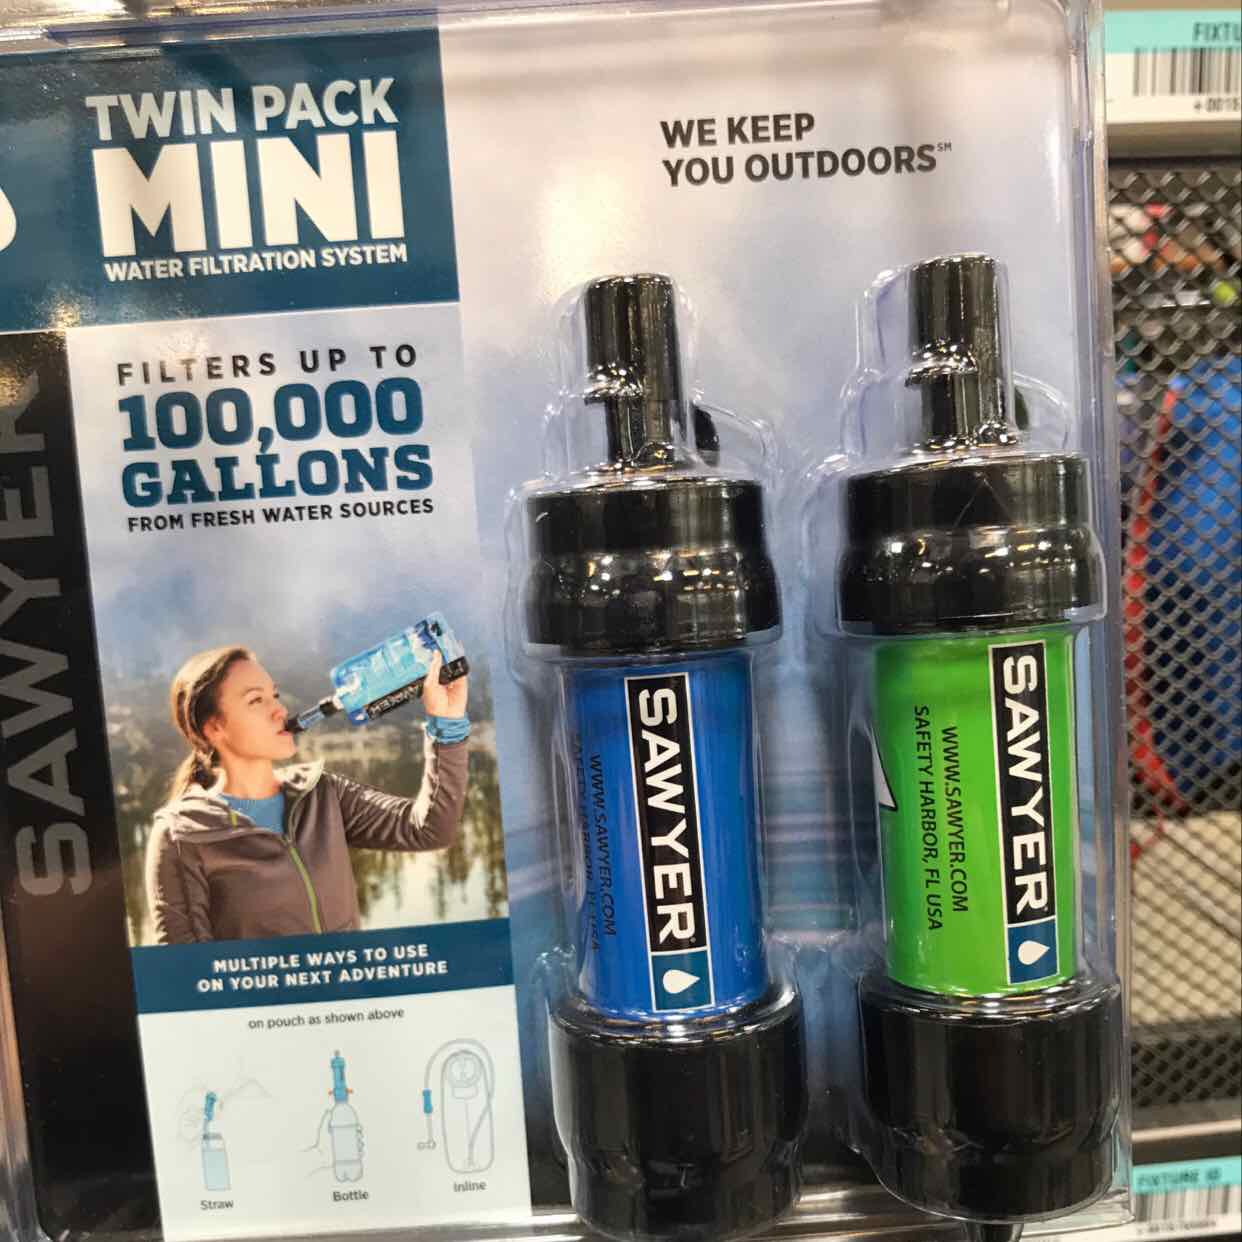 TWIN PACK
MINI
WATER FILTRATION SYSTEM
WE KEEP
YOU OUTDOORS℠
FILTERS UP TO
100,000
GALLONS
FROM FRESH WATER SOURCES
SAWYER
MULTIPLE WAYS TO USE
ON YOUR NEXT ADVENTURE
on pouch as shown above
Straw
Bottle
Inline
SAWYER
WWW.SAWYER.COM
SAWYER
WWW.SAWYER.COM
SAFETY HARBOR, FL USA
FIXTURE ID